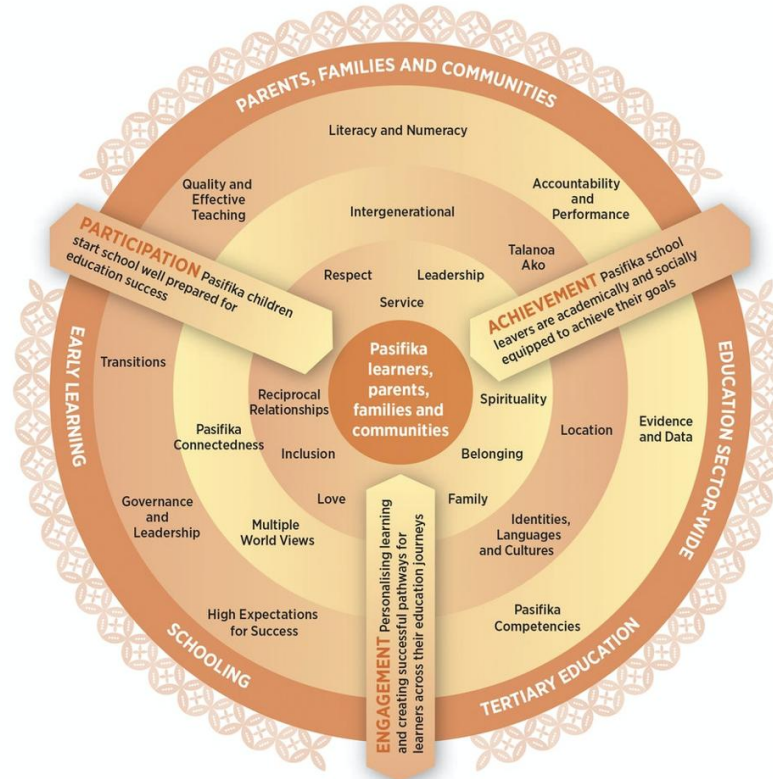 PARENTS, FAMILIES AND COMMUNITIES
Literacy and Numeracy
Quality and
Effective
Teaching
Accountability
and
Performance
Intergenerational
Talanoa
Ako
PARTICIPATION Pasifika children
start school well prepared for
education success
Respect
Leadership
Service
ACHIEVEMENT Pasifika school
leavers are academically and socially
equipped to achieve their goals
EARLY LEARNING
Transitions
Pasifika
learners,
parents,
families and
communities
EDUCATION SECTOR-WIDE
Reciprocal
Relationships
Spirituality
Pasifika
Connectedness
Location
Evidence
and Data
Inclusion
Belonging
Love
Family
Governance
and
Leadership
Multiple
World Views
Identities,
Languages
and Cultures
High Expectations
for Success
Pasifika
Competencies
ENGAGEMENT Personalising learning
and creating successful pathways for
learners across their education journeys
SCHOOLING
TERTIARY EDUCATION